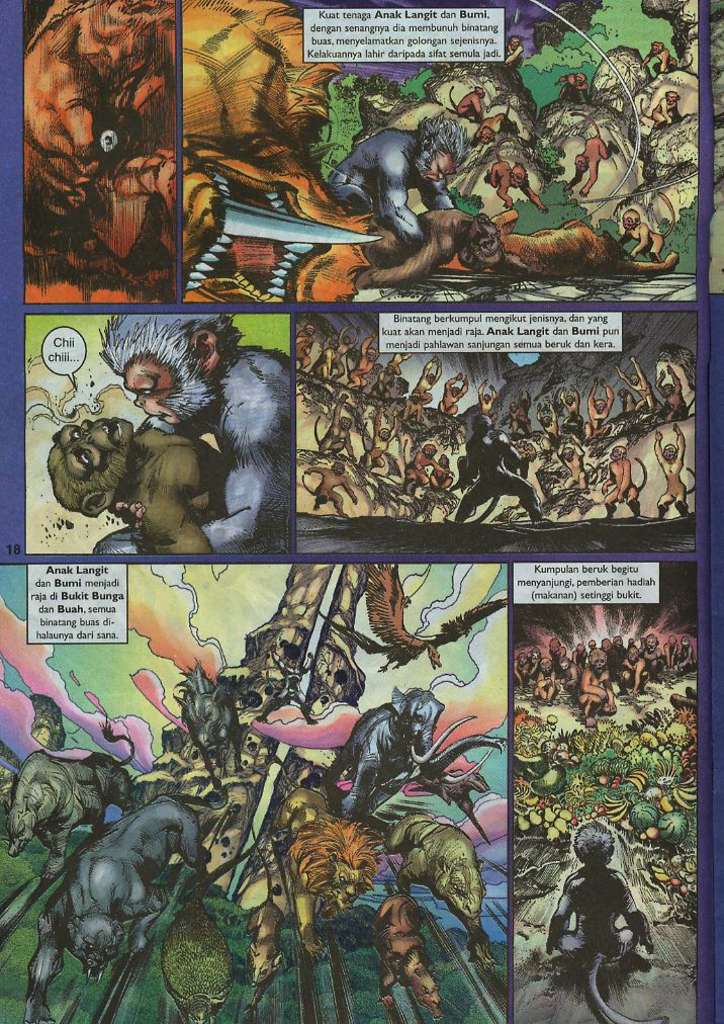 Kuat tenaga Anak Langit dan Bumi,
dengan senangnya dia membunuh binatang
buas, menyelamatkan golongan sejenisnya.
Kelakuannya lahir daripada sifat semula jadi.
Chii
chiii...
Binatang berkumpul mengikut jenisnya, dan yang
kuat akan menjadi raja. Anak Langit dan Bumi pun
menjadi pahlawan sanjungan semua beruk dan kera.
18
Anak Langit
dan Bumi menjadi
raja di Bukit Bunga
dan Buah, semua
binatang buas di-
halaunya dari sana.
Kumpulan beruk begitu
menyanjungi, pemberian hadiah
(makanan) setinggi bukit.